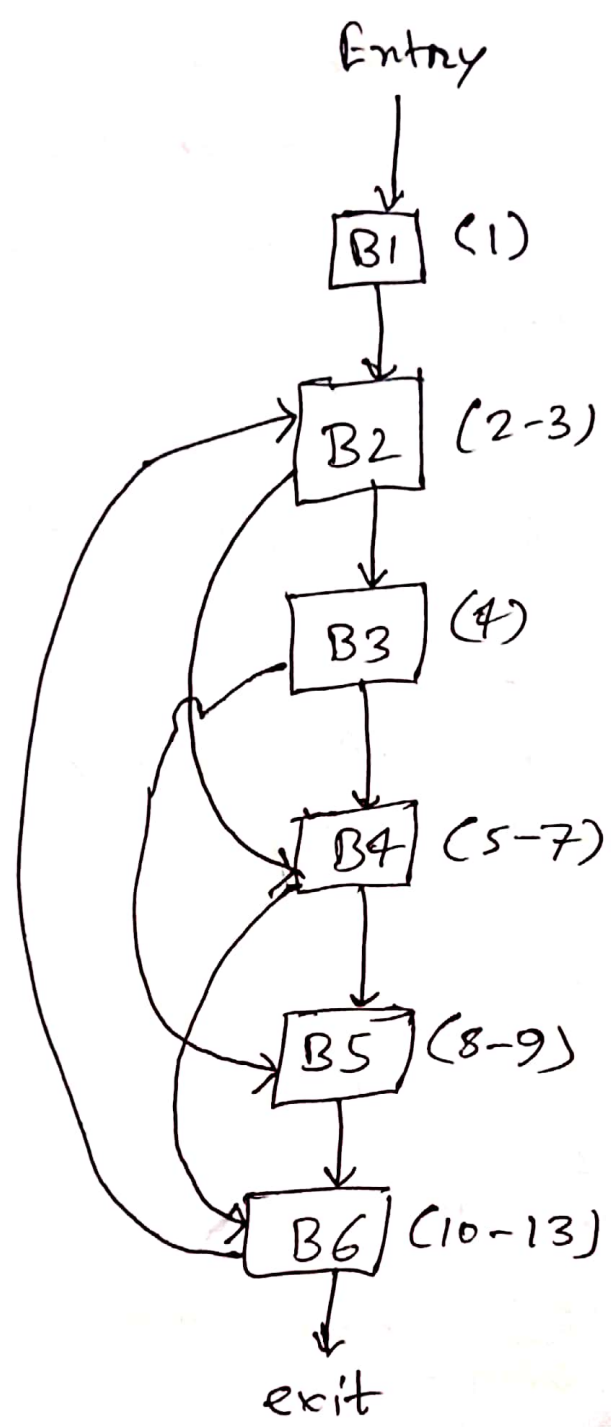 Entry
B1 (1)
B2 (2-3)
B3 (4)
B4 (5-7)
B5 (8-9)
B6 (10-13)
exit